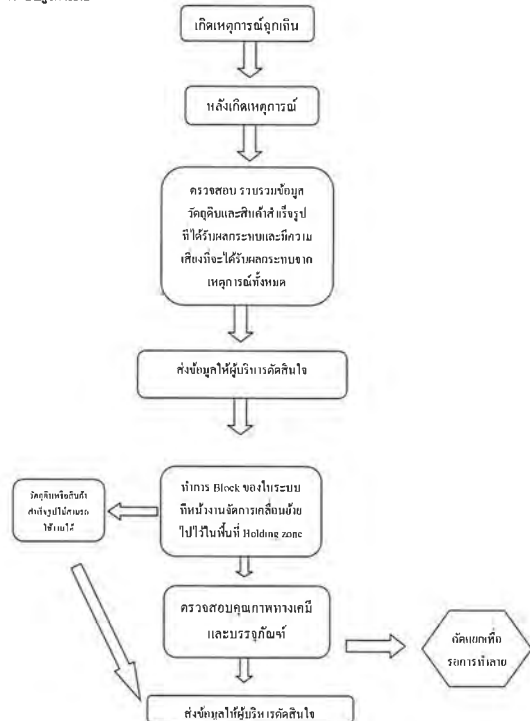 เกิดเหตุการณ์ฉุกเฉิน
หลังเกิดเหตุการณ์
ตรวจสอบ รวบรวมข้อมูล
วัตถุดิบและสินค้าสำเร็จรูป
ที่ได้รับผลกระทบและมีความ
เสี่ยงที่จะได้รับผลกระทบจาก
เหตุการณ์ทั้งหมด
ส่งข้อมูลให้ผู้บริหารตัดสินใจ
ทำการ Block ของในระบบ
ที่หน้างานจัดการเคลื่อนย้าย
ไปไว้ในพื้นที่ Holding zone
วัตถุดิบหรือสินค้า
สำเร็จรูปไม่สามารถ
ใช้งานได้
ตรวจสอบคุณภาพทางเคมี
และบรรจุภัณฑ์
คัดแยกเพื่อ
รอการทำลาย
ส่งข้อมูลให้ผู้บริหารตัดสินใจ